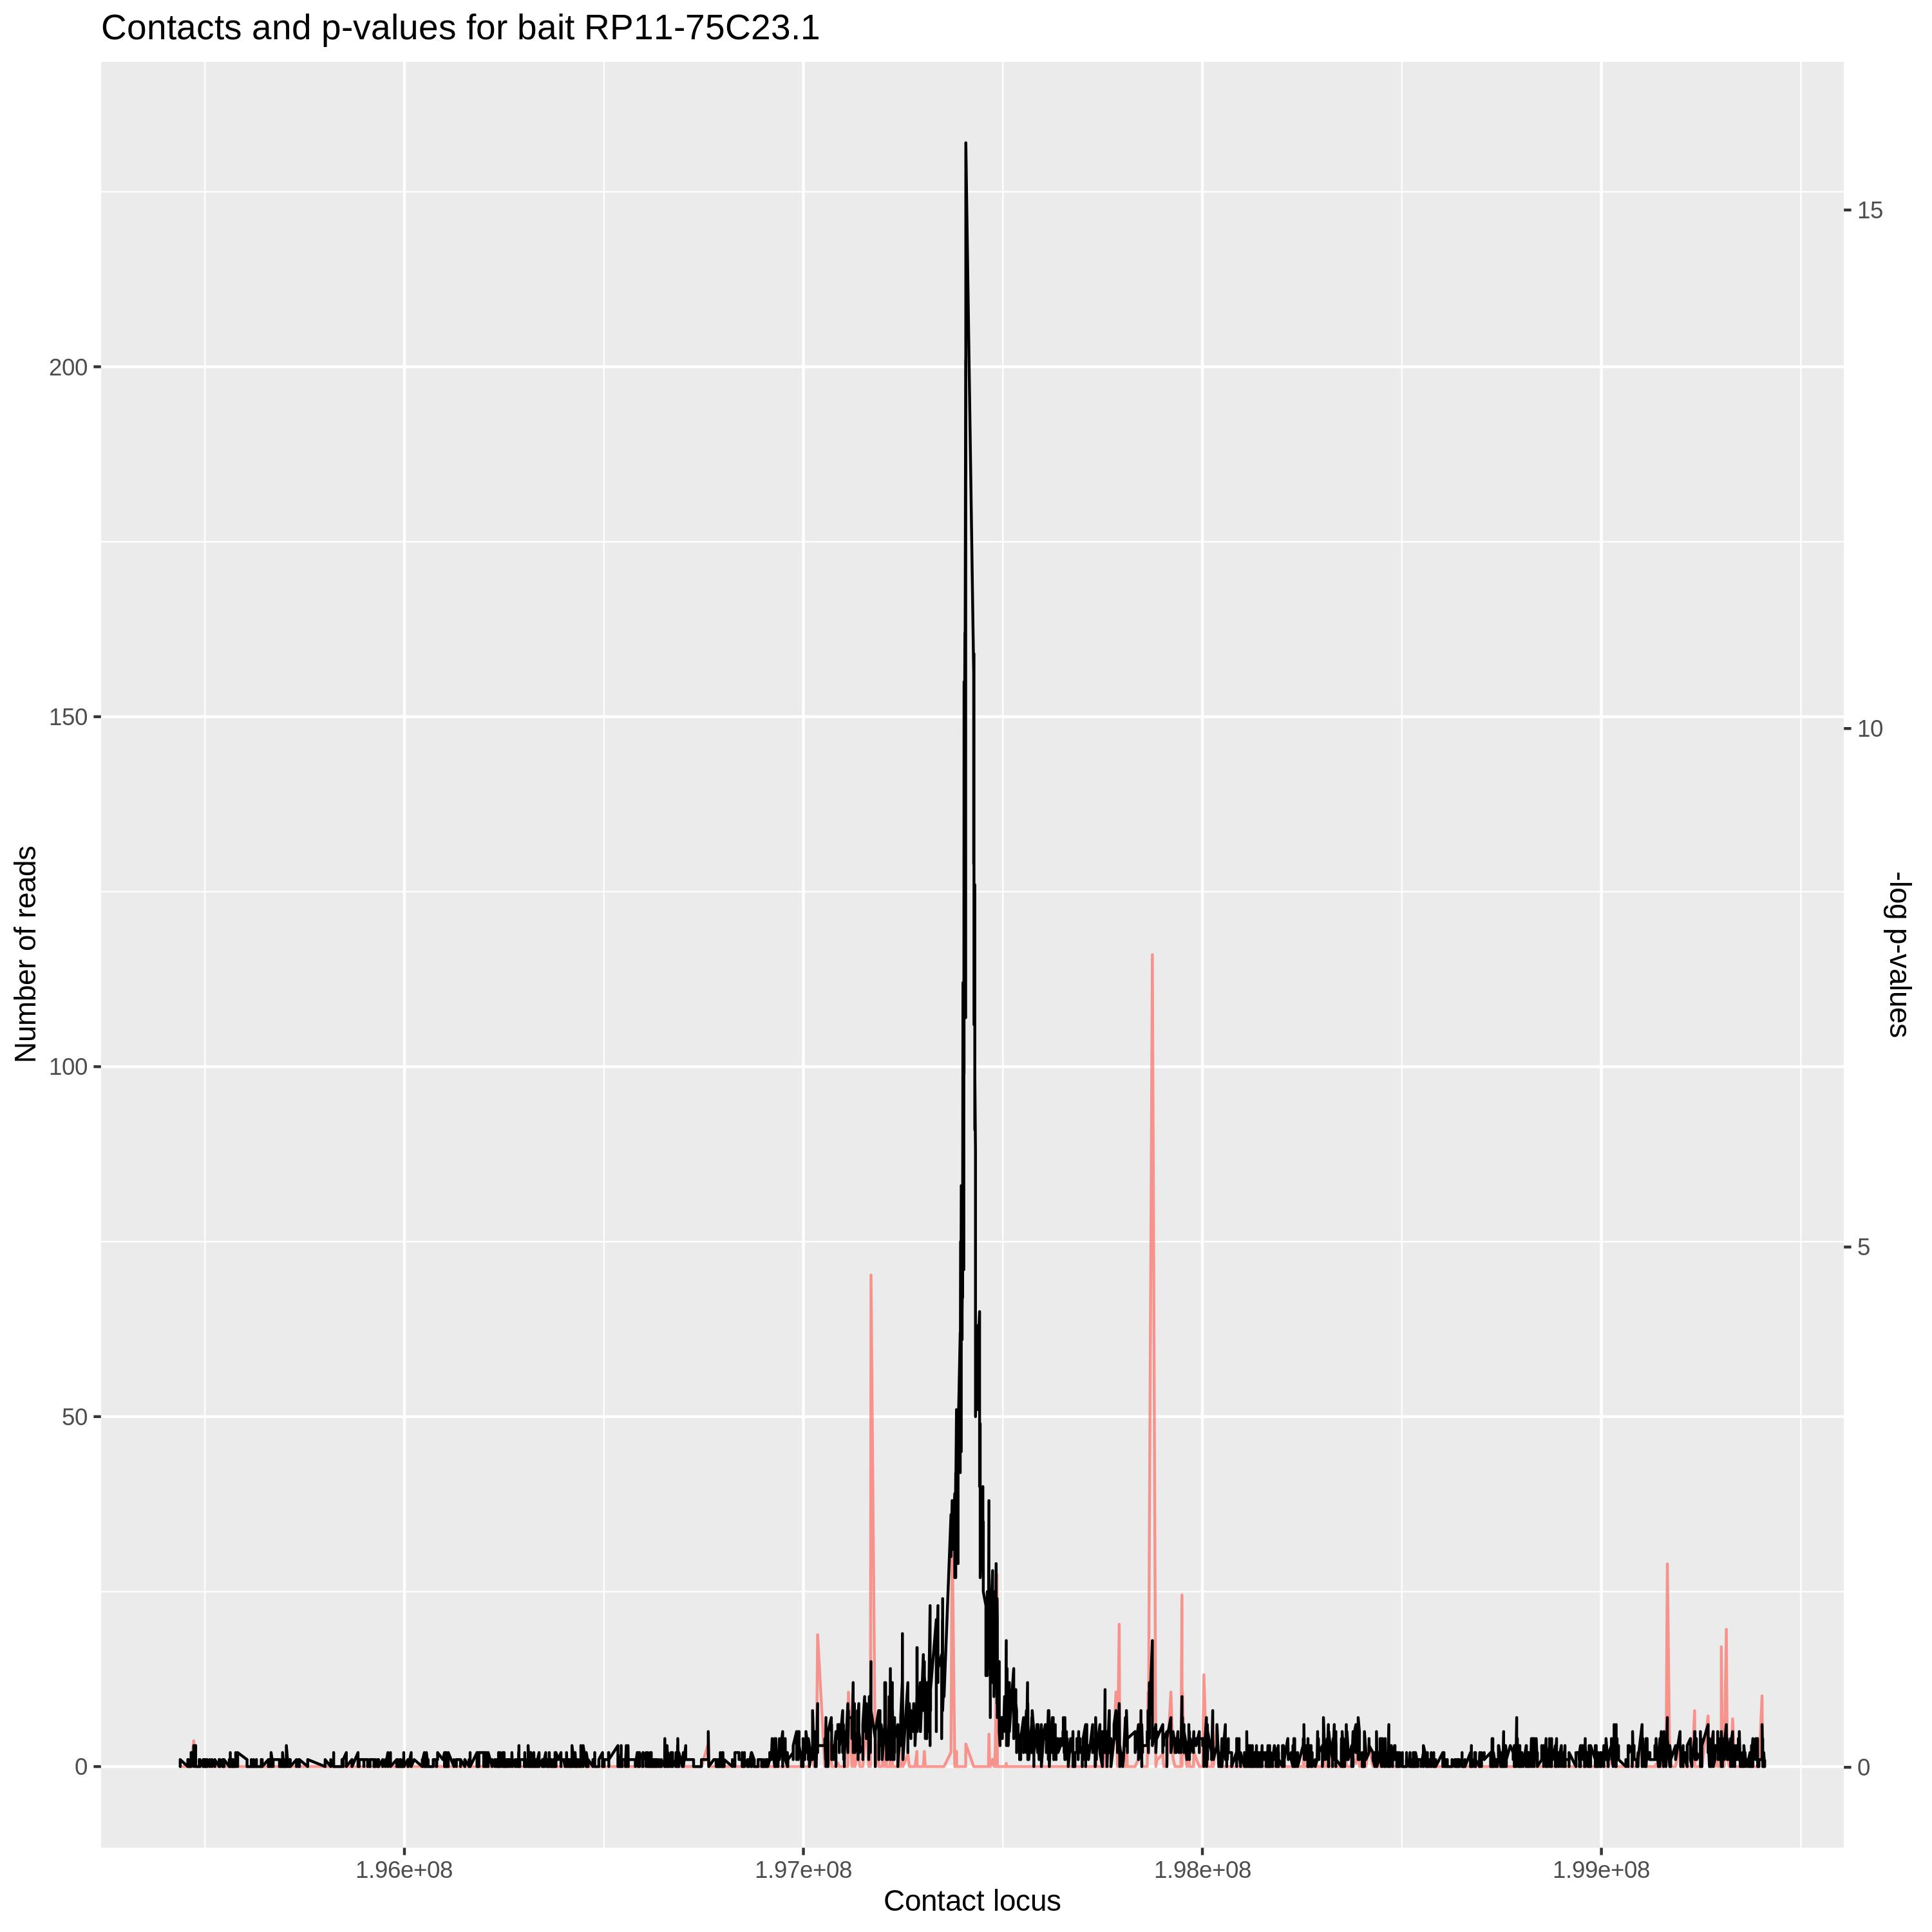 Contacts and p-values for bait RP11-75C23.1
200
150
100
50
0
Number of reads
15
10
5
0
-log p-values
1.96e+08
1.97e+08
1.98e+08
1.99e+08
Contact locus